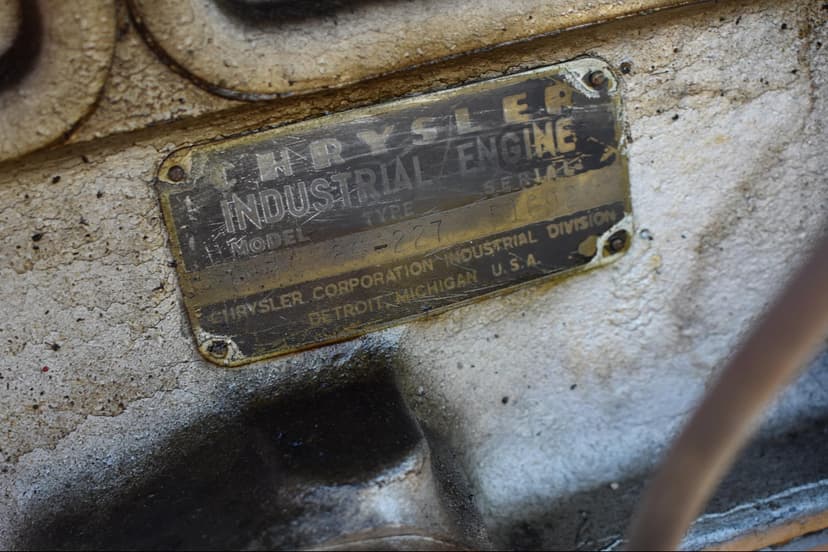 CHRYSLER
INDUSTRIAL ENGINE
MODEL TYPE SERIAL
-227
CHRYSLER CORPORATION INDUSTRIAL DIVISION
DETROIT, MICHIGAN U.S.A.